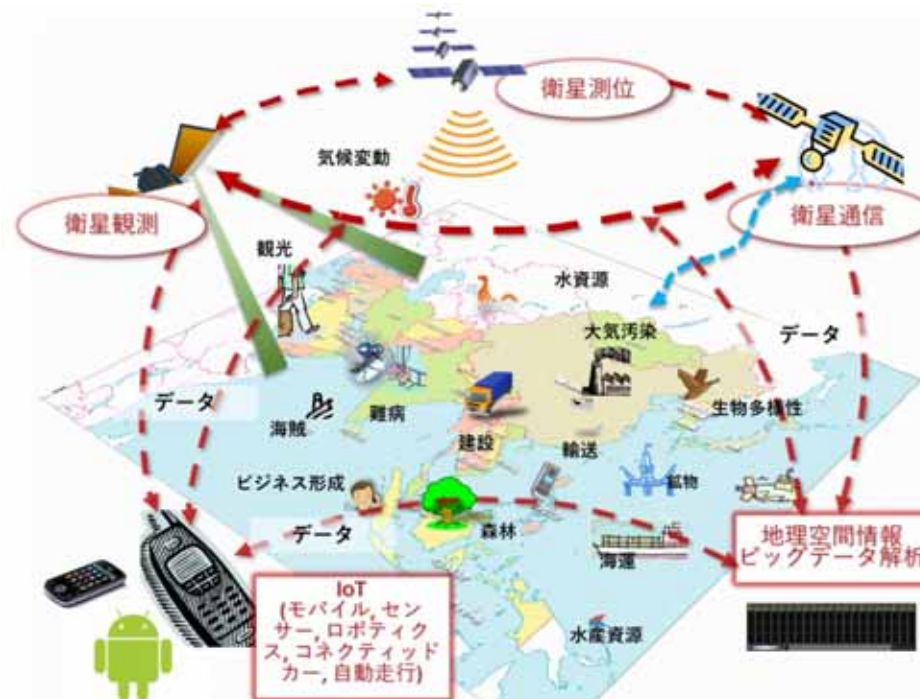 衛星測位
気候変動
衛星観測
衛星通信
観光
水資源
大気汚染
データ
データ
海賊
難病
建設
輸送
生物多様性
ビジネス形成
鉱物
データ
森林
海運
地理空間情報
ビッグデータ解析
IoT
(モバイル, セン
サー, ロボティク
ス, コネクティッド
カー, 自動走行)
水産資源